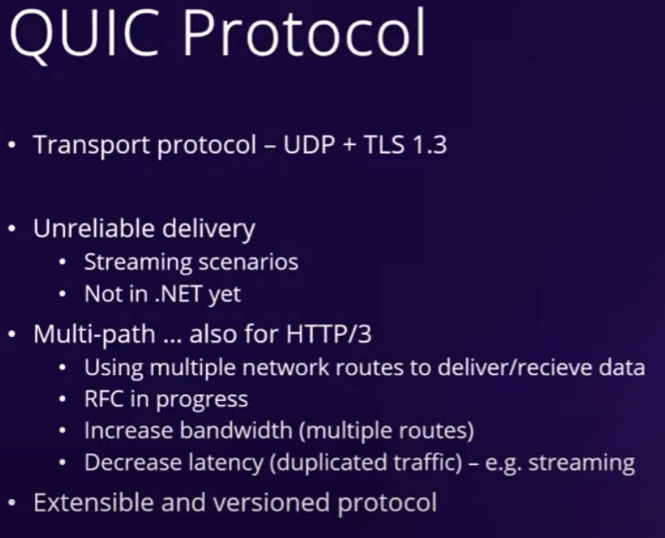 QUIC Protocol
• Transport protocol – UDP + TLS 1.3
• Unreliable delivery
• Streaming scenarios
• Not in .NET yet
• Multi-path ... also for HTTP/3
• Using multiple network routes to deliver/recieve data
• RFC in progress
• Increase bandwidth (multiple routes)
• Decrease latency (duplicated traffic) – e.g. streaming
• Extensible and versioned protocol